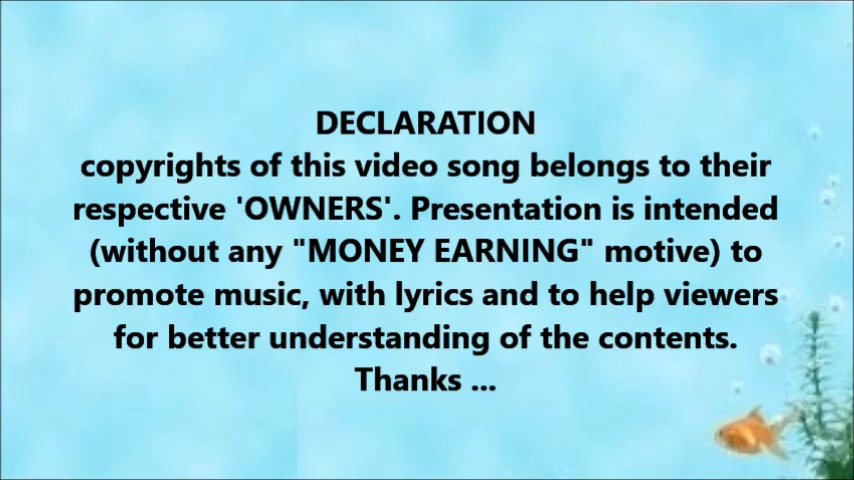 DECLARATION
copyrights of this video song belongs to their
respective 'OWNERS'. Presentation is intended
(without any "MONEY EARNING" motive) to
promote music, with lyrics and to help viewers
for better understanding of the contents.
Thanks ...